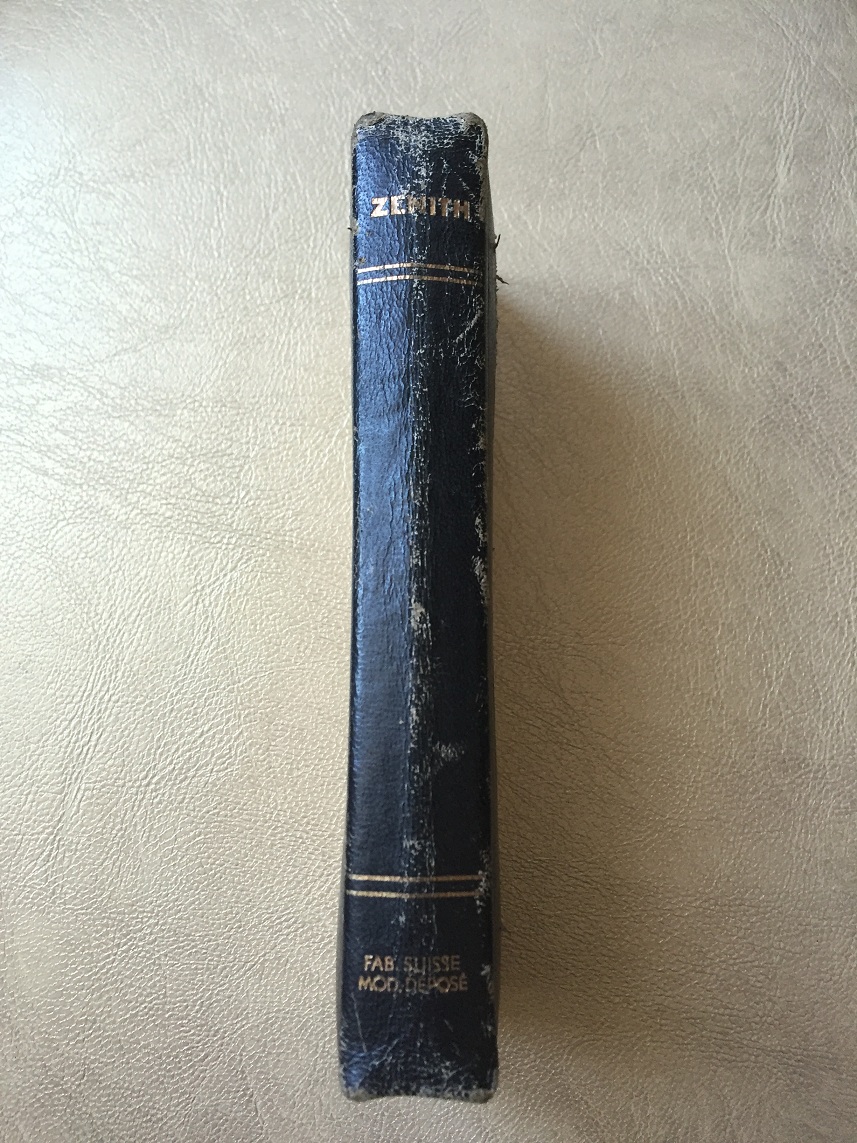 ZENITH
FAB. SUISSE
MOD. DÉPOSÉ